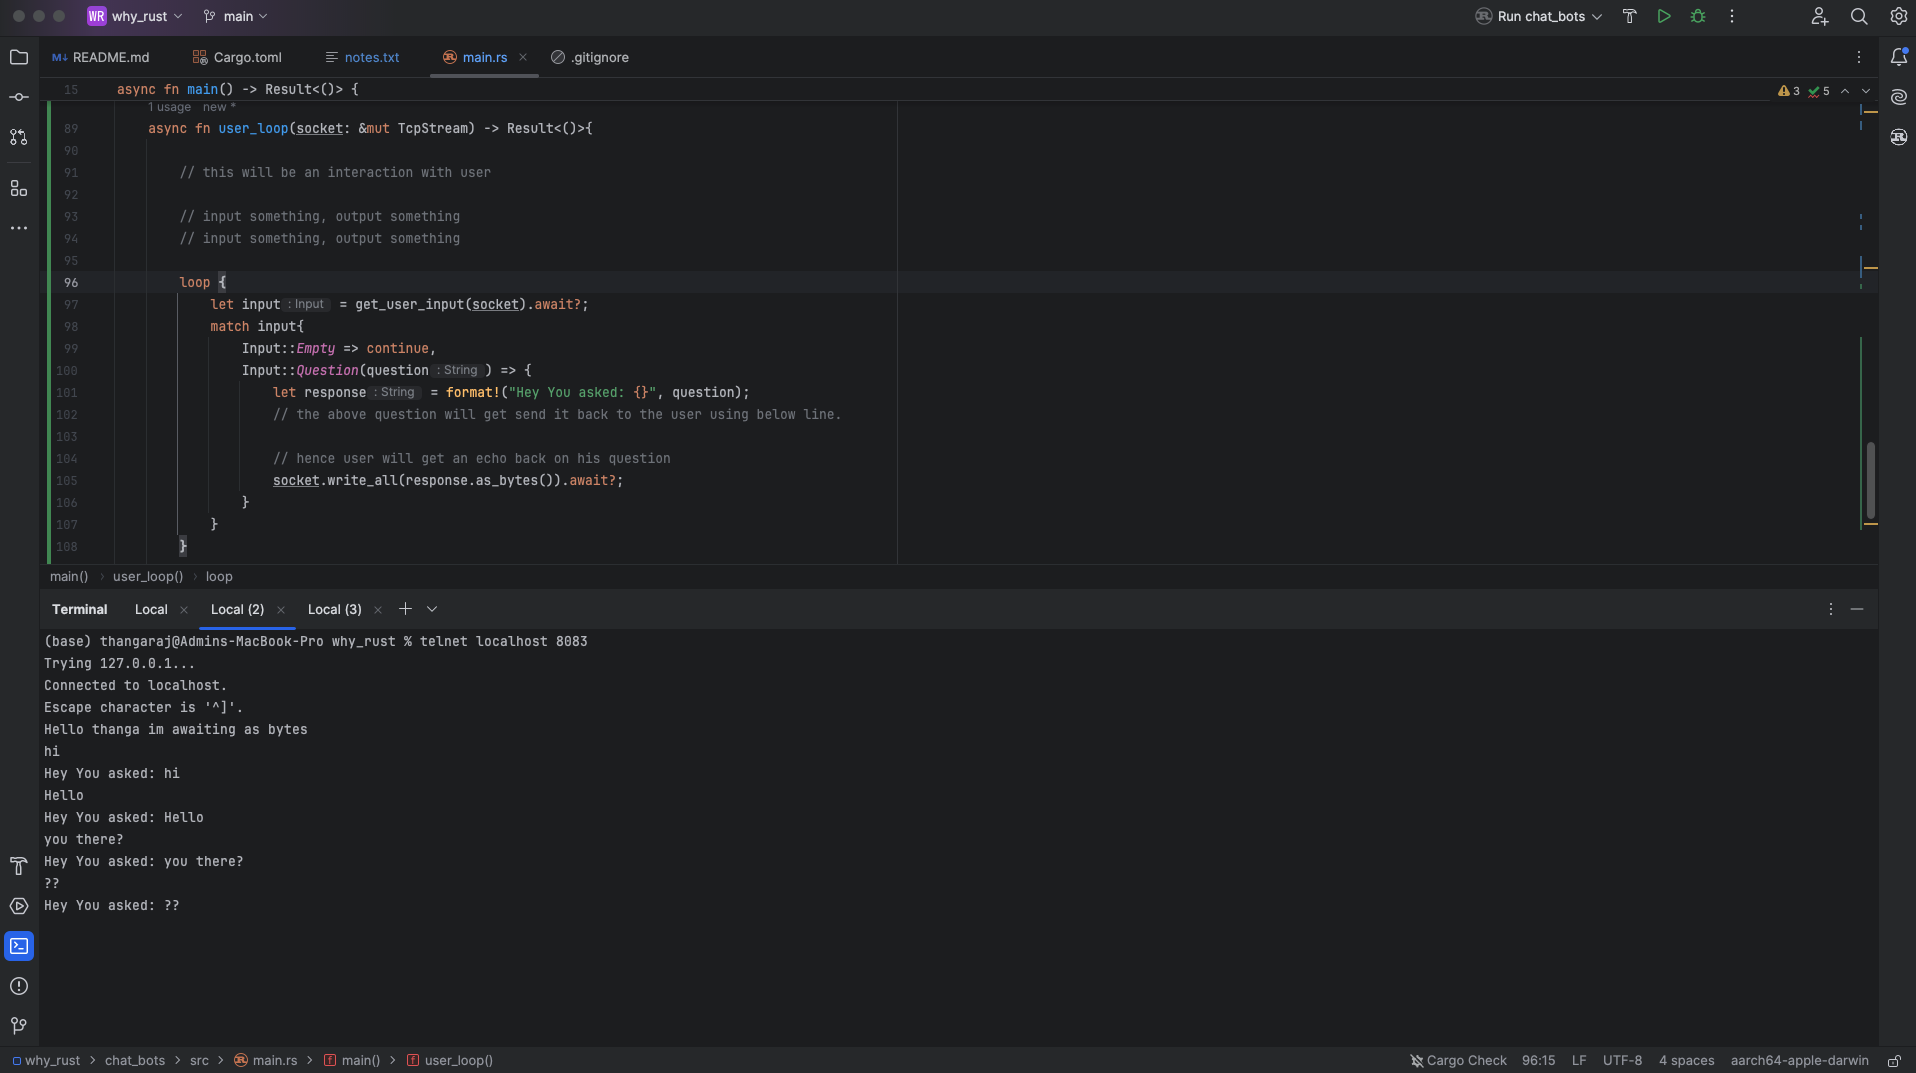 WR why_rust main Run chat_bots
README.md Cargo.toml notes.txt main.rs .gitignore
15 async fn main() -> Result<()> { 3 5
1 usage new *
89 async fn user_loop(socket: &mut TcpStream) -> Result<()>{
90
91 // this will be an interaction with user
92
93 // input something, output something
94 // input something, output something
95
96 loop {
97 let input : Input = get_user_input(socket).await?;
98 match input{
99 Input::Empty => continue,
100 Input::Question(question : String ) => {
101 let response : String = format!("Hey You asked: {}", question);
102 // the above question will get send it back to the user using below line.
103
104 // hence user will get an echo back on his question
105 socket.write_all(response.as_bytes()).await?;
106 }
107 }
108 }
main() › user_loop() › loop
Terminal Local Local (2) Local (3)
(base) thangaraj@Admins-MacBook-Pro why_rust % telnet localhost 8083
Trying 127.0.0.1...
Connected to localhost.
Escape character is '^]'.
Hello thanga im awaiting as bytes
hi
Hey You asked: hi
Hello
Hey You asked: Hello
you there?
Hey You asked: you there?
??
Hey You asked: ??
why_rust > chat_bots > src > main.rs > main() > user_loop() Cargo Check 96:15 LF UTF-8 4 spaces aarch64-apple-darwin